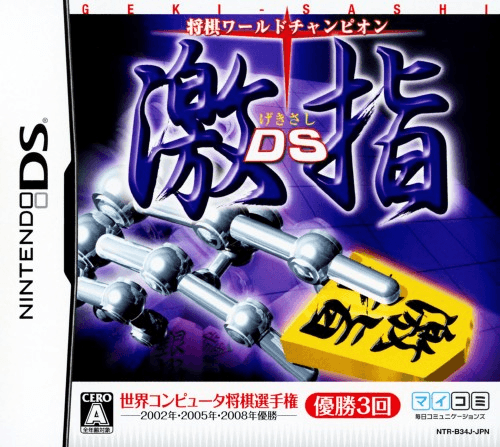 GEKI-SASHI
将棋ワールドチャンピオン
激指
げきさし
DS
NINTENDO DS
激指
CERO
A
全年齢対象
世界コンピュータ将棋選手権
2002年・2005年・2008年優勝
優勝3回
マイコミ
毎日コミュニケーションズ
NTR-B34J-JPN